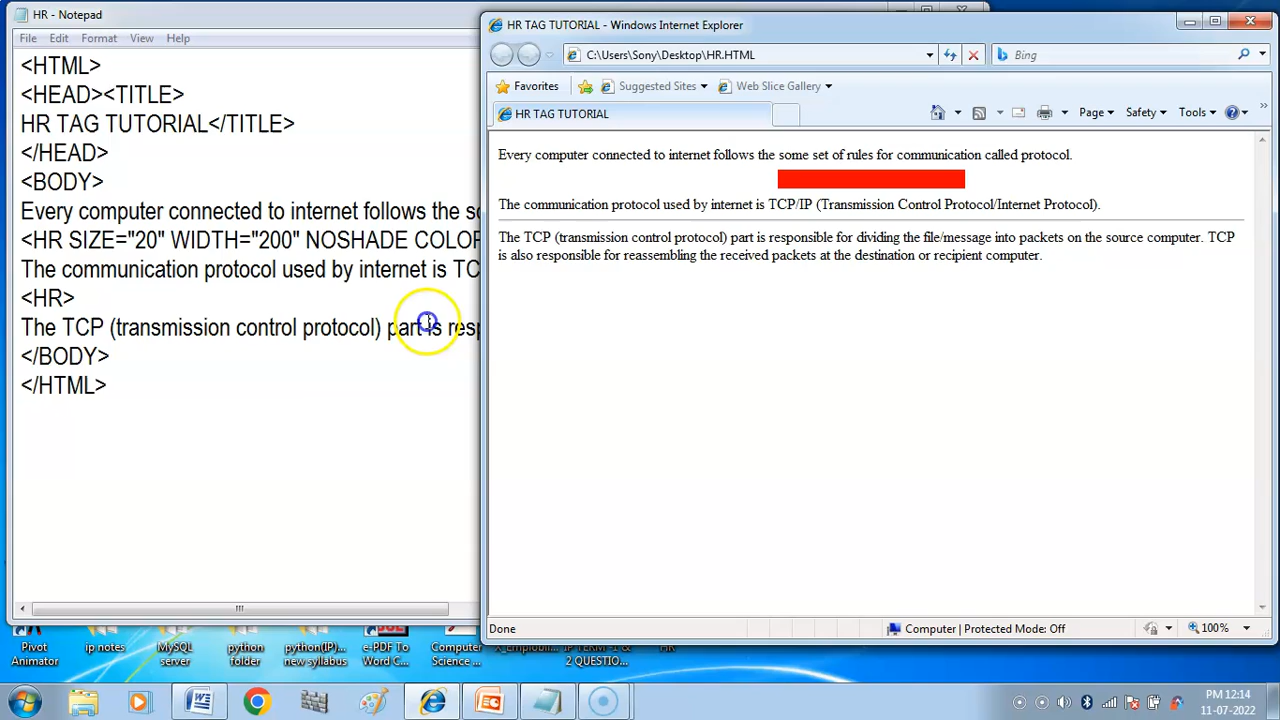 HR - Notepad
File Edit Format View Help
<HTML>
<HEAD><TITLE>
HR TAG TUTORIAL</TITLE>
</HEAD>
<BODY>
Every computer connected to internet follows the so
<HR SIZE="20" WIDTH="200" NOSHADE COLOR
The communication protocol used by internet is TC
<HR>
The TCP (transmission control protocol) part is resp
</BODY>
</HTML>
HR TAG TUTORIAL - Windows Internet Explorer
C:\Users\Sony\Desktop\HR.HTML
Bing
Favorites Suggested Sites Web Slice Gallery
HR TAG TUTORIAL
Page Safety Tools
Every computer connected to internet follows the some set of rules for communication called protocol.
The communication protocol used by internet is TCP/IP (Transmission Control Protocol/Internet Protocol).
The TCP (transmission control protocol) part is responsible for dividing the file/message into packets on the source computer. TCP
is also responsible for reassembling the received packets at the destination or recipient computer.
Done
Computer | Protected Mode: Off
100%
Pivot
Animator
ip notes
MySQL
server
python
folder
python(IP)...
new syllabus
e-PDF To
Word C...
Computer
Science ...
IP TERM -1 &
2 QUESTIO...
HR
PM 12:14
11-07-2022